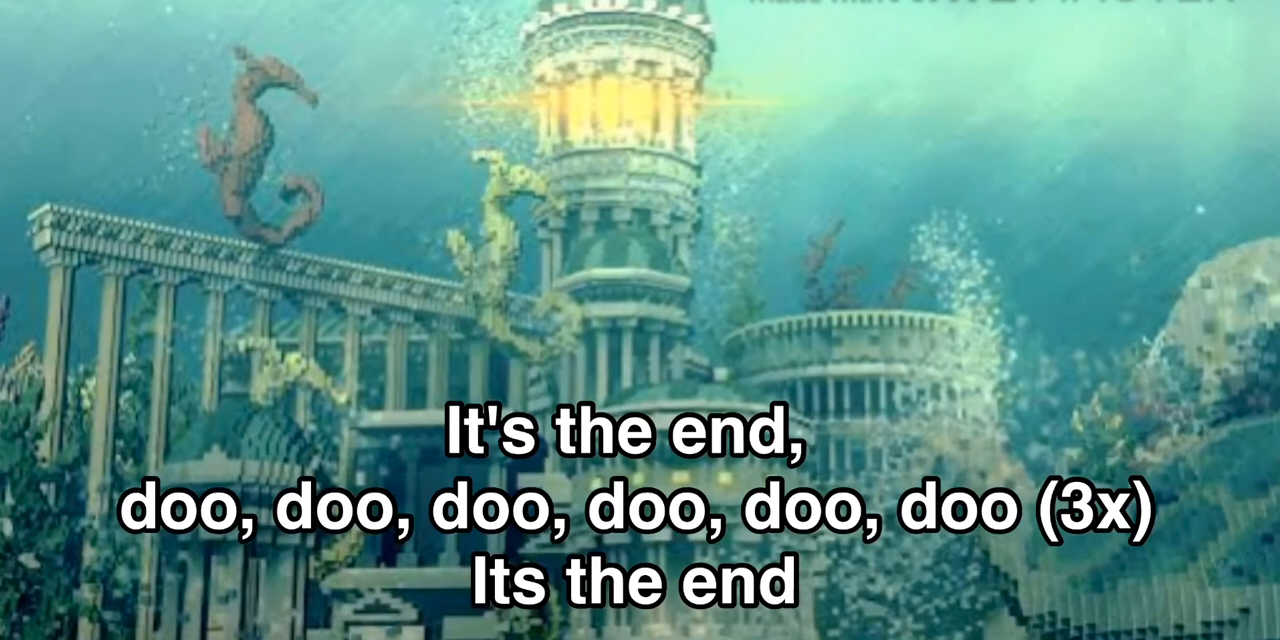 It's the end,
doo, doo, doo, doo, doo, doo (3x)
Its the end